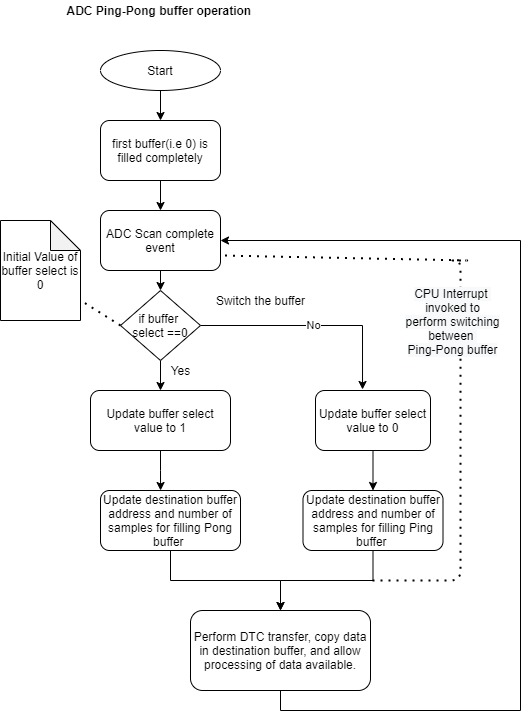 ADC Ping-Pong buffer operation
Start
first buffer(i.e 0) is
filled completely
ADC Scan complete
event
Initial Value of
buffer select is
0
if buffer
select ==0
Switch the buffer
No
Yes
CPU Interrupt
invoked to
perform switching
between
Ping-Pong buffer
Update buffer select
value to 1
Update buffer select
value to 0
Update destination buffer
address and number of
samples for filling Pong
buffer
Update destination buffer
address and number of
samples for filling Ping
buffer
Perform DTC transfer, copy data
in destination buffer, and allow
processing of data available.